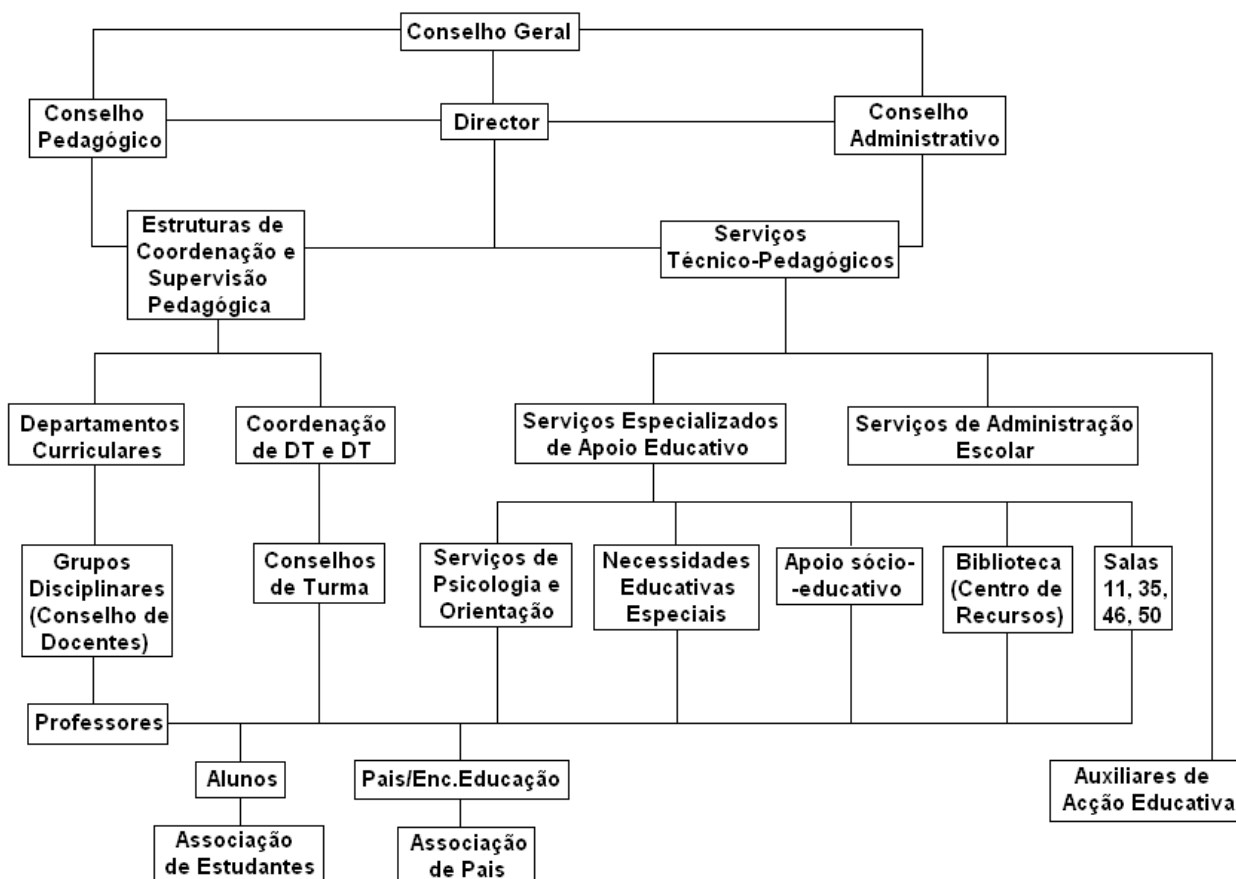 Conselho Geral
Conselho
Pedagógico
Director
Conselho
Administrativo
Estruturas de
Coordenação e
Supervisão
Pedagógica
Serviços
Técnico-Pedagógicos
Departamentos
Curriculares
Coordenação
de DT e DT
Serviços Especializados
de Apoio Educativo
Serviços de Administração
Escolar
Grupos
Disciplinares
(Conselho de
Docentes)
Conselhos
de Turma
Serviços de
Psicologia e
Orientação
Necessidades
Educativas
Especiais
Apoio sócio-
-educativo
Biblioteca
(Centro de
Recursos)
Salas
11, 35,
46, 50
Professores
Alunos
Pais/Enc.Educação
Auxiliares de
Acção Educativa
Associação
de Estudantes
Associação
de Pais